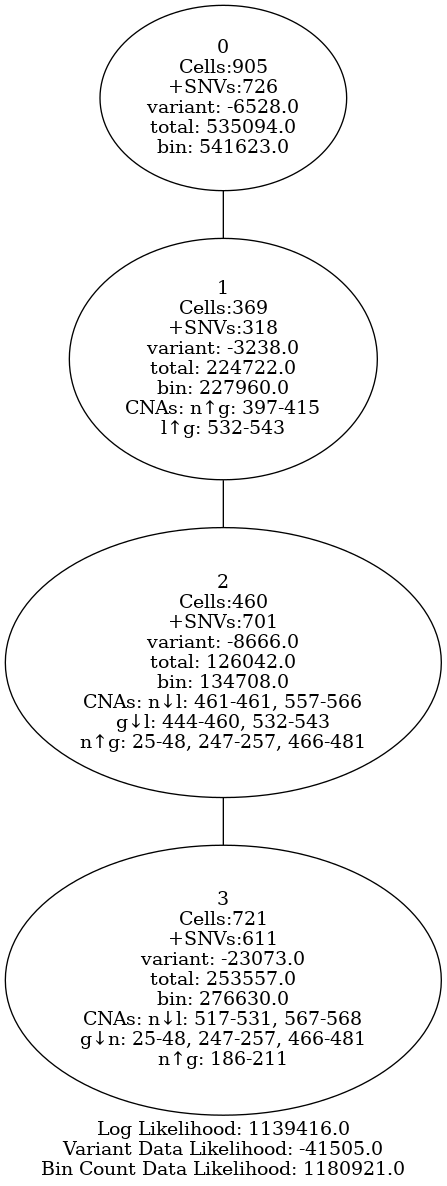 0
Cells:905
+SNVs:726
variant: -6528.0
total: 535094.0
bin: 541623.0
1
Cells:369
+SNVs:318
variant: -3238.0
total: 224722.0
bin: 227960.0
CNAs: n↑g: 397-415
l↑g: 532-543
2
Cells:460
+SNVs:701
variant: -8666.0
total: 126042.0
bin: 134708.0
CNAs: n↓l: 461-461, 557-566
g↓l: 444-460, 532-543
n↑g: 25-48, 247-257, 466-481
3
Cells:721
+SNVs:611
variant: -23073.0
total: 253557.0
bin: 276630.0
CNAs: n↓l: 517-531, 567-568
g↓n: 25-48, 247-257, 466-481
n↑g: 186-211
Log Likelihood: 1139416.0
Variant Data Likelihood: -41505.0
Bin Count Data Likelihood: 1180921.0